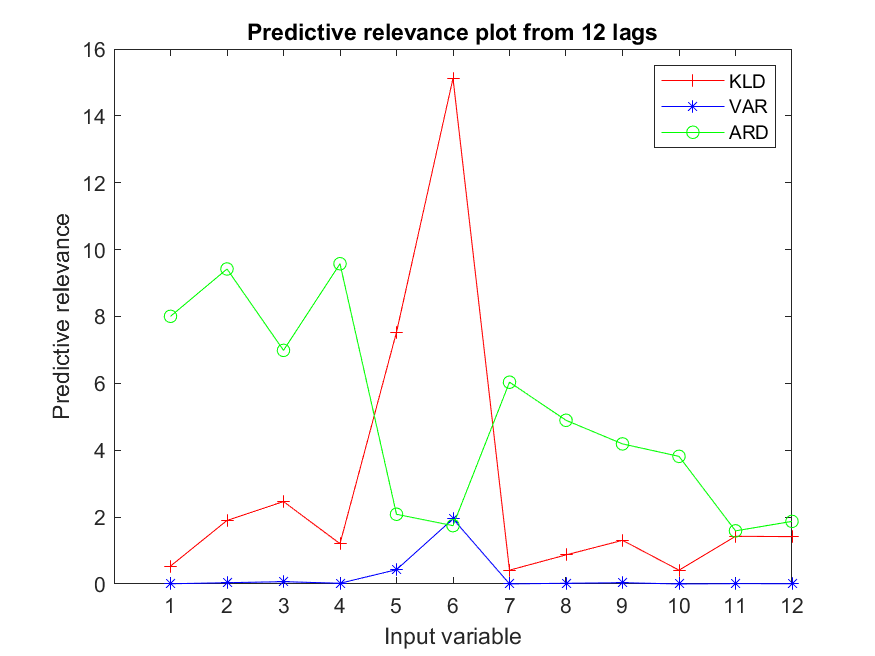 Predictive relevance plot from 12 lags
KLD
VAR
ARD
Predictive relevance
16
14
12
10
8
6
4
2
0
1 2 3 4 5 6 7 8 9 10 11 12
Input variable